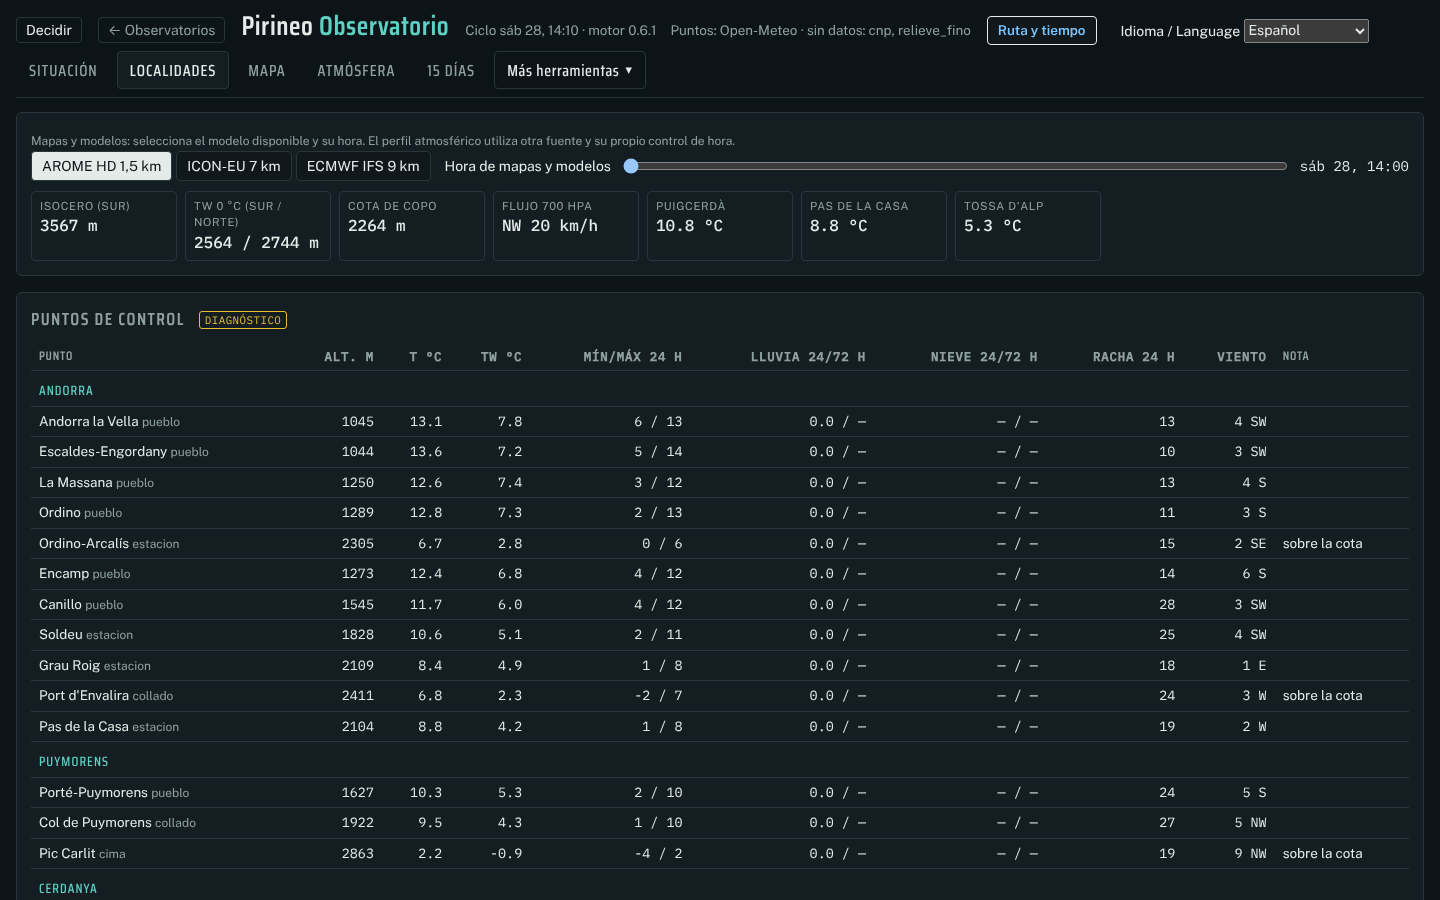 Decidir ← Observatorios Pirineo Observatorio Ciclo sáb 28, 14:10 · motor 0.6.1 Puntos: Open-Meteo · sin datos: cnp, relieve_fino Ruta y tiempo Idioma / Language Español
SITUACIÓN LOCALIDADES MAPA ATMÓSFERA 15 DÍAS Más herramientas ▾
Mapas y modelos: selecciona el modelo disponible y su hora. El perfil atmosférico utiliza otra fuente y su propio control de hora.
AROME HD 1,5 km ICON-EU 7 km ECMWF IFS 9 km Hora de mapas y modelos sáb 28, 14:00
ISOCERO (SUR)
3567 m
TW 0 °C (SUR /
NORTE)
2564 / 2744 m
COTA DE COPO
2264 m
FLUJO 700 HPA
NW 20 km/h
PUIGCERDÀ
10.8 °C
PAS DE LA CASA
8.8 °C
TOSSA D'ALP
5.3 °C
PUNTOS DE CONTROL DIAGNÓSTICO
PUNTO ALT. M T °C TW °C MÍN/MÁX 24 H LLUVIA 24/72 H NIEVE 24/72 H RACHA 24 H VIENTO NOTA
ANDORRA
Andorra la Vella pueblo 1045 13.1 7.8 6 / 13 0.0 / — — / — 13 4 SW
Escaldes-Engordany pueblo 1044 13.6 7.2 5 / 14 0.0 / — — / — 10 3 SW
La Massana pueblo 1250 12.6 7.4 3 / 12 0.0 / — — / — 13 4 S
Ordino pueblo 1289 12.8 7.3 2 / 13 0.0 / — — / — 11 3 S
Ordino-Arcalís estacion 2305 6.7 2.8 0 / 6 0.0 / — — / — 15 2 SE sobre la cota
Encamp pueblo 1273 12.4 6.8 4 / 12 0.0 / — — / — 14 6 S
Canillo pueblo 1545 11.7 6.0 4 / 12 0.0 / — — / — 28 3 SW
Soldeu estacion 1828 10.6 5.1 2 / 11 0.0 / — — / — 25 4 SW
Grau Roig estacion 2109 8.4 4.9 1 / 8 0.0 / — — / — 18 1 E
Port d'Envalira collado 2411 6.8 2.3 -2 / 7 0.0 / — — / — 24 3 W sobre la cota
Pas de la Casa estacion 2104 8.8 4.2 1 / 8 0.0 / — — / — 19 2 W
PUYMORENS
Porté-Puymorens pueblo 1627 10.3 5.3 2 / 10 0.0 / — — / — 24 5 S
Col de Puymorens collado 1922 9.5 4.3 1 / 10 0.0 / — — / — 27 5 NW
Pic Carlit cima 2863 2.2 -0.9 -4 / 2 0.0 / — — / — 19 9 NW sobre la cota
CERDANYA